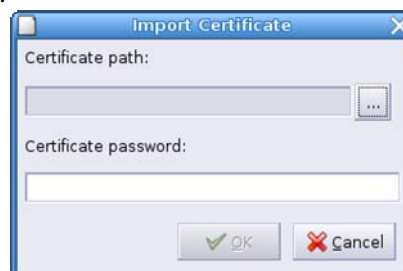 Import Certificate
Certificate path:
...
Certificate password:
OK Cancel